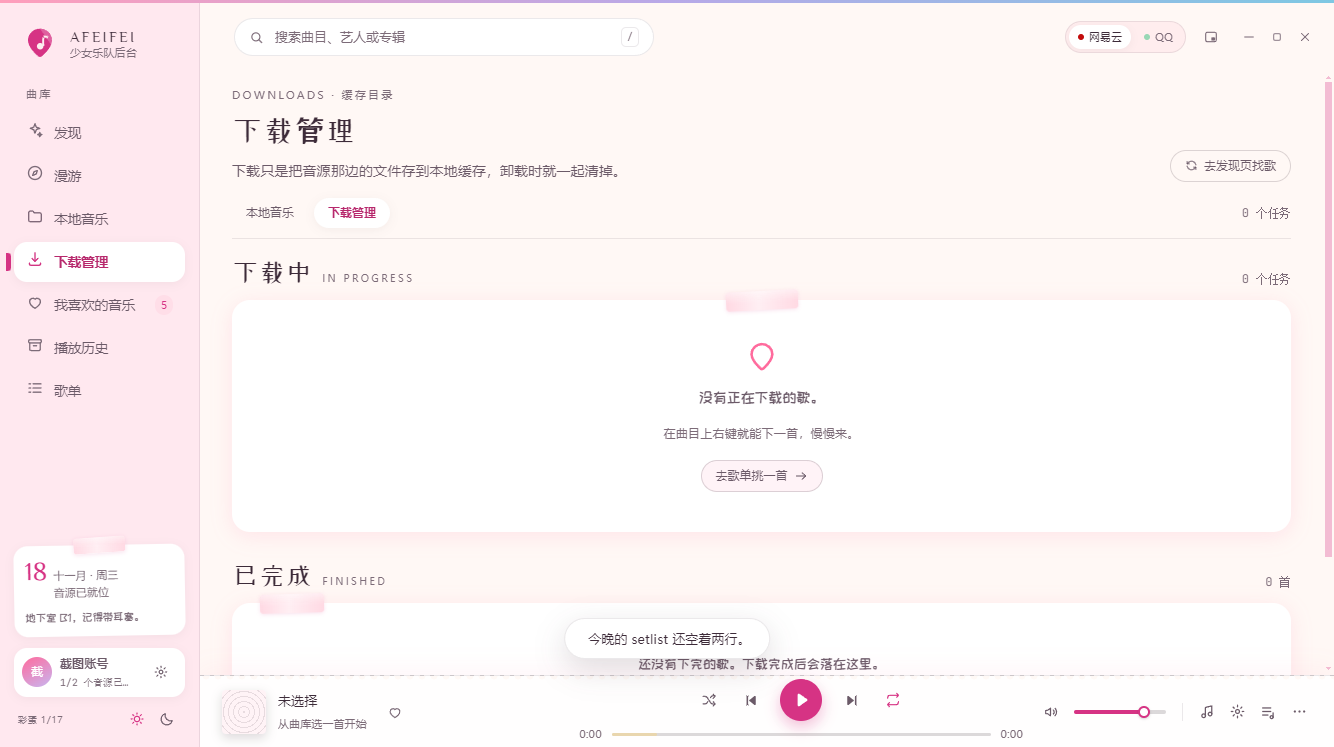 AFEIFEI
少女乐队后台
曲库
发现
漫游
本地音乐
下载管理
我喜欢的音乐 5
播放历史
歌单
18 十一月 · 周三
音源已就位
地下室 B1，记得带耳塞。
截 截图账号
1/2 个音源已…
彩蛋 1/17
搜索曲目、艺人或专辑 /
网易云 QQ
DOWNLOADS · 缓存目录
下载管理
下载只是把音源那边的文件存到本地缓存，卸载时就一起清掉。
去发现页找歌
本地音乐 下载管理 0 个任务
下载中 IN PROGRESS 0 个任务
没有正在下载的歌。
在曲目上右键就能下一首，慢慢来。
去歌单挑一首 →
已完成 FINISHED 0 首
今晚的 setlist 还空着两行。
还没有下完的歌。下载完成后会落在这里。
未选择
从曲库选一首开始
0:00 0:00